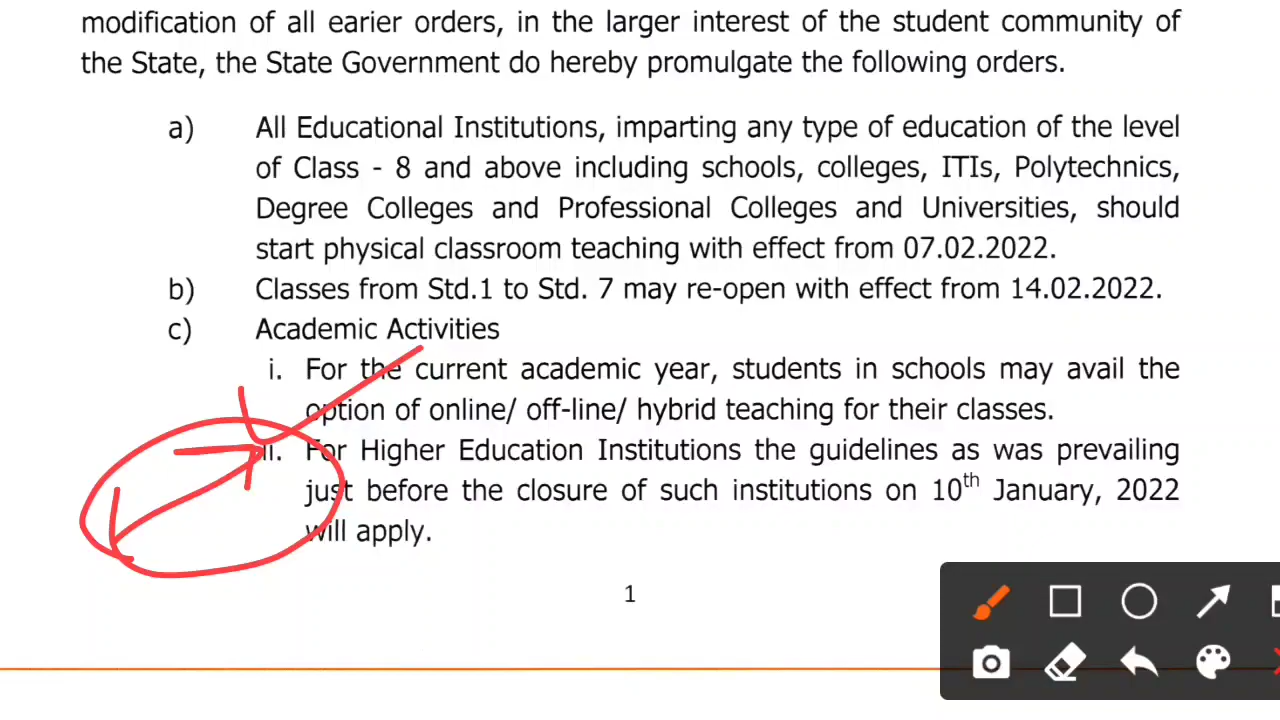 modification of all earier orders, in the larger interest of the student community of
the State, the State Government do hereby promulgate the following orders.
a) All Educational Institutions, imparting any type of education of the level
of Class - 8 and above including schools, colleges, ITIs, Polytechnics,
Degree Colleges and Professional Colleges and Universities, should
start physical classroom teaching with effect from 07.02.2022.
b) Classes from Std.1 to Std. 7 may re-open with effect from 14.02.2022.
c) Academic Activities
i. For the current academic year, students in schools may avail the
option of online/ off-line/ hybrid teaching for their classes.
ii. For Higher Education Institutions the guidelines as was prevailing
just before the closure of such institutions on 10th January, 2022
will apply.
1